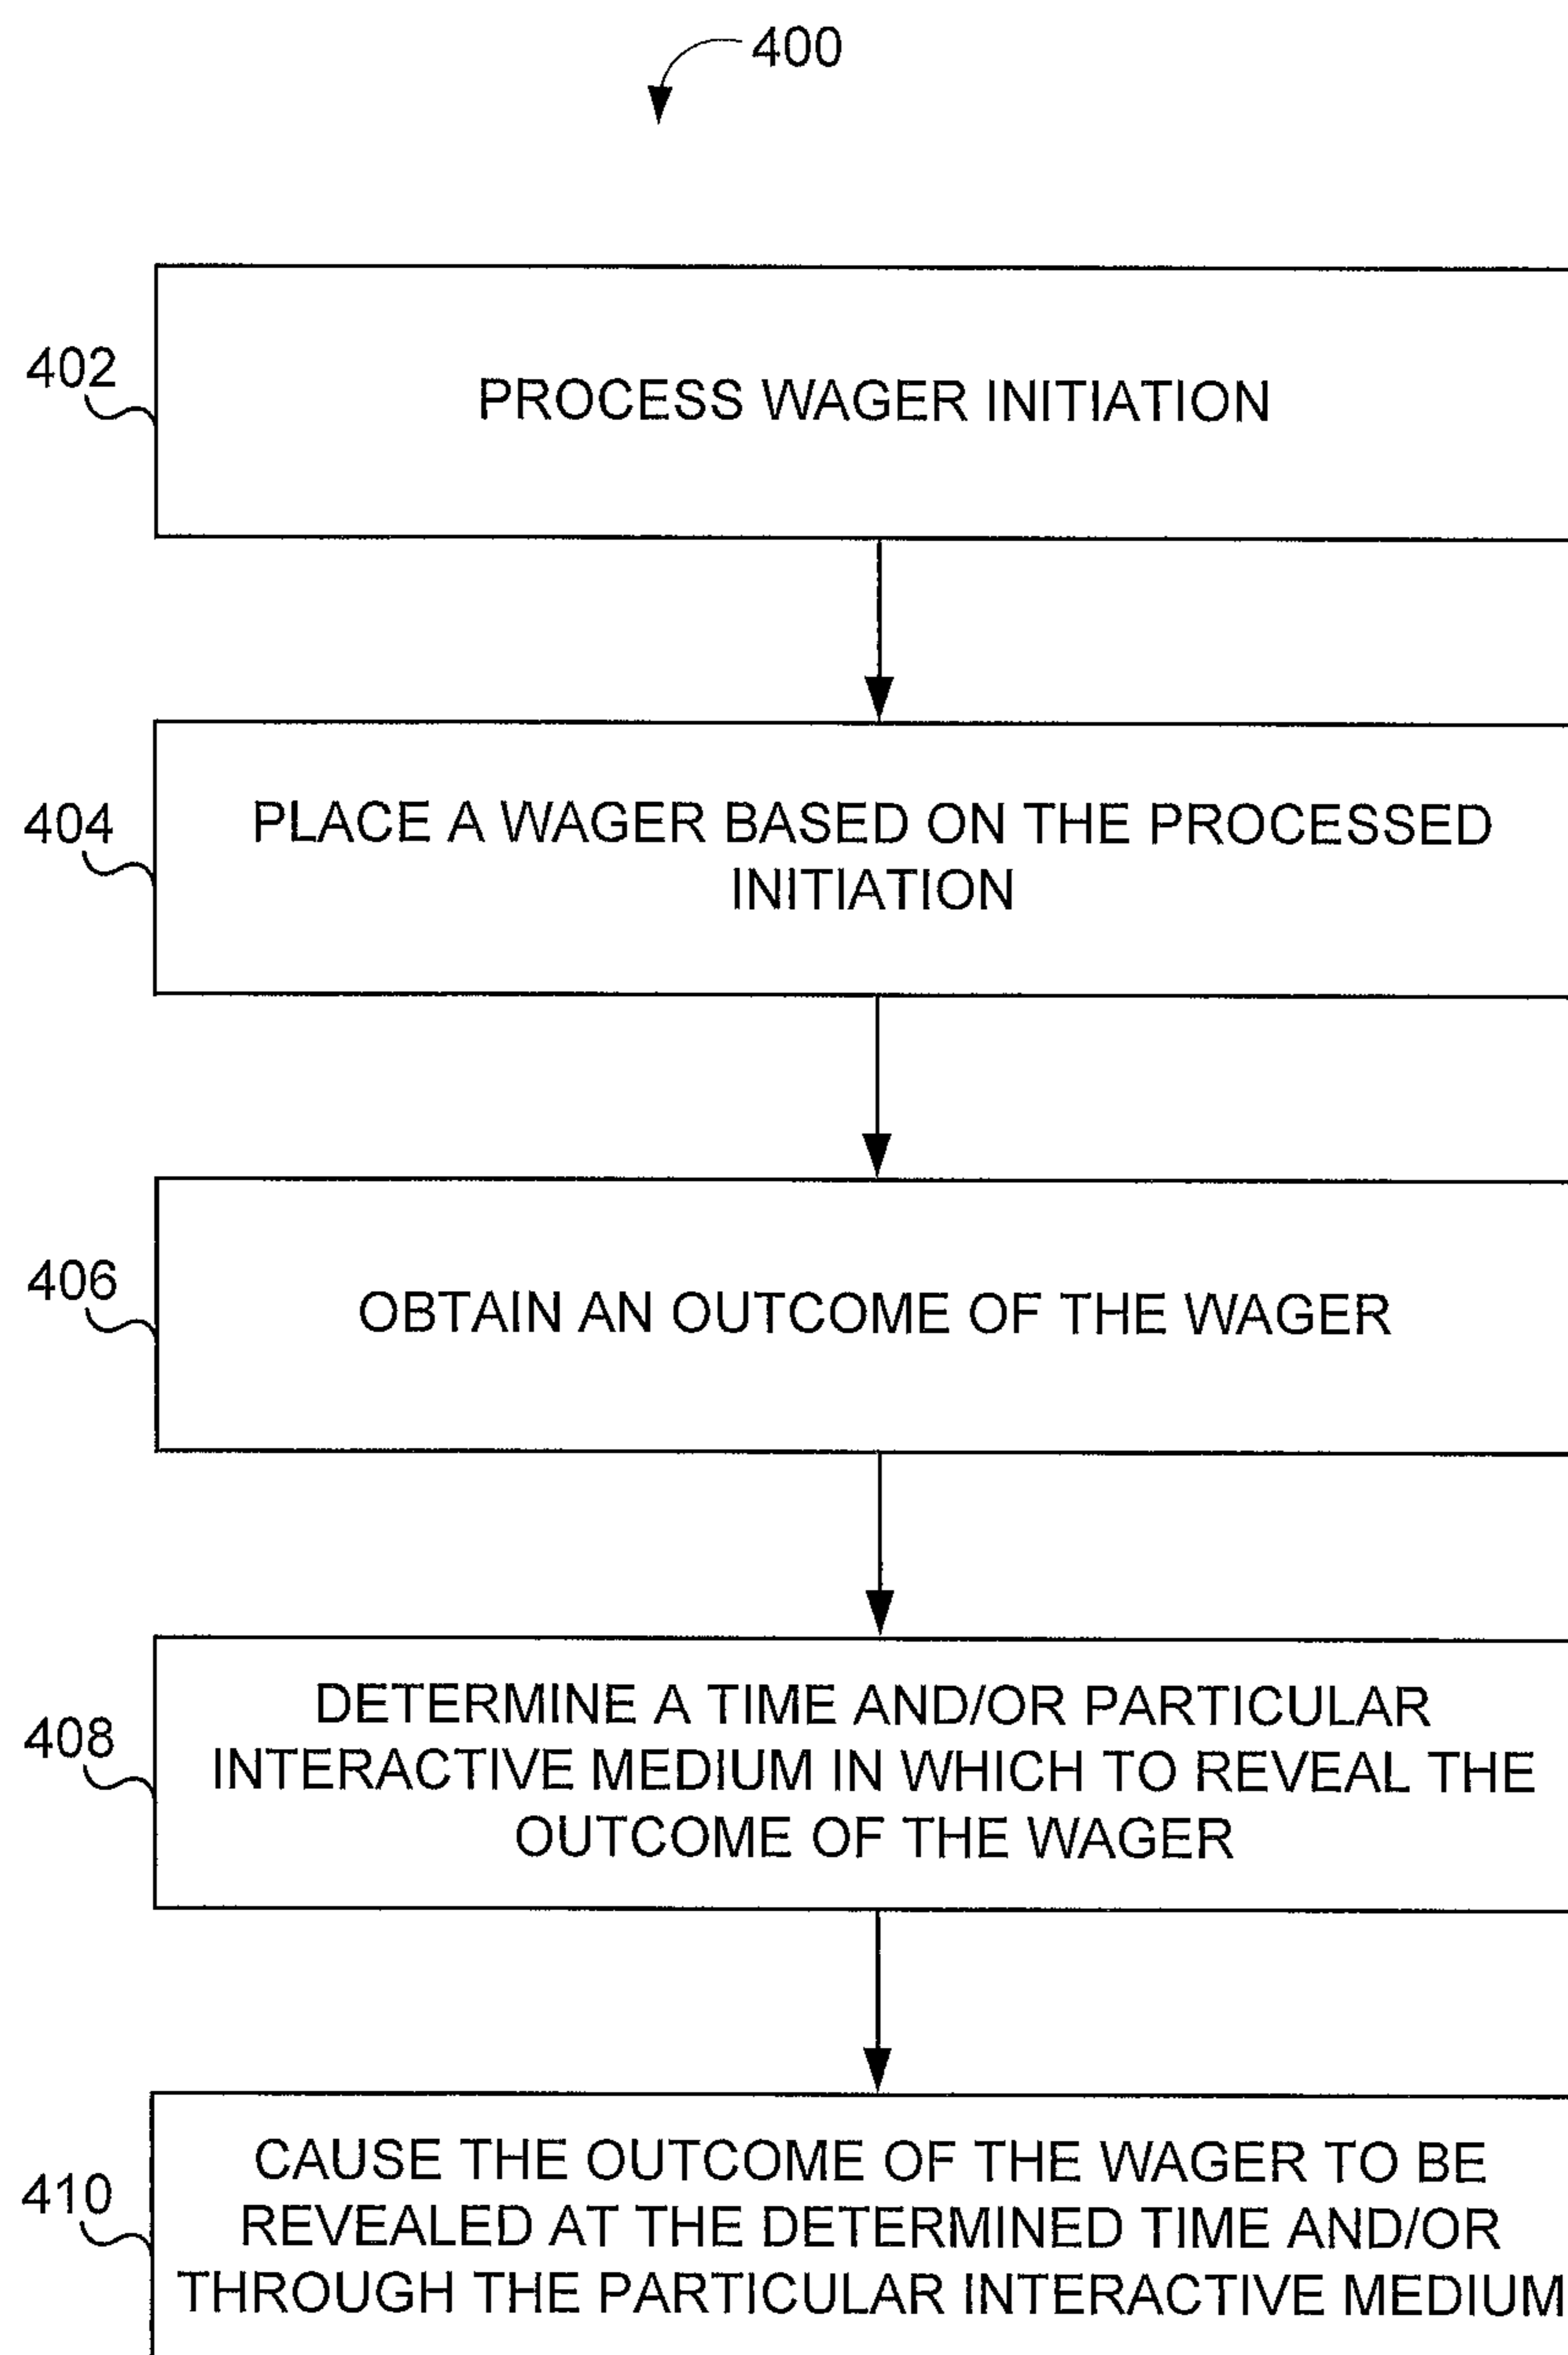 400
402
PROCESS WAGER INITIATION
404
PLACE A WAGER BASED ON THE PROCESSED
INITIATION
406
OBTAIN AN OUTCOME OF THE WAGER
408
DETERMINE A TIME AND/OR PARTICULAR
INTERACTIVE MEDIUM IN WHICH TO REVEAL THE
OUTCOME OF THE WAGER
410
CAUSE THE OUTCOME OF THE WAGER TO BE
REVEALED AT THE DETERMINED TIME AND/OR
THROUGH THE PARTICULAR INTERACTIVE MEDIUM